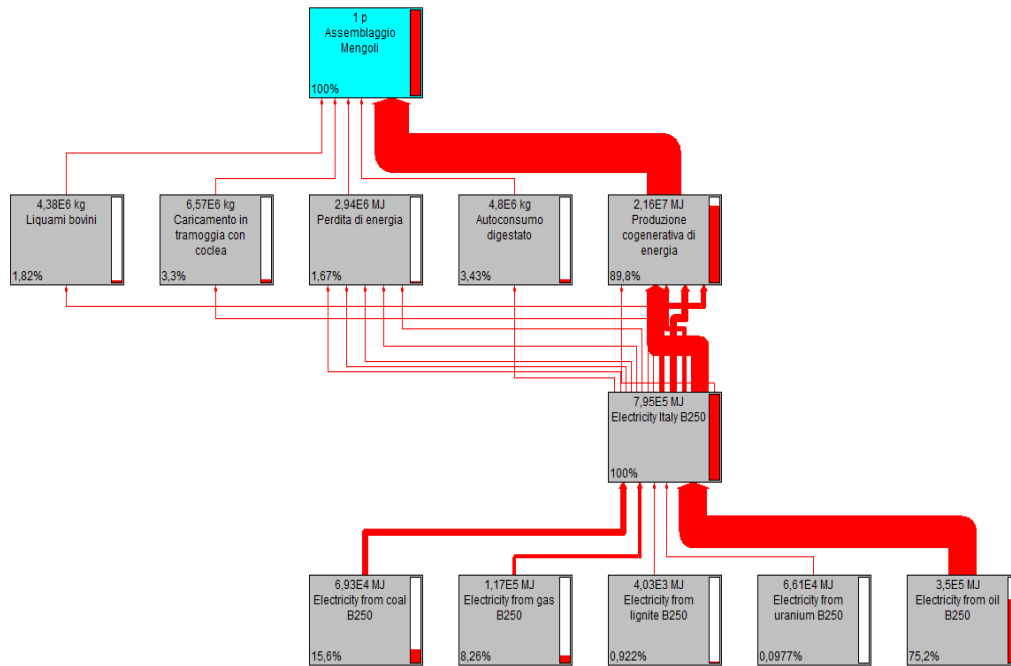 1 p
Assemblaggio
Mengoli
100%
4,38E6 kg
Liquami bovini
1,82%
6,57E6 kg
Caricamento in
tramoggia con
coclea
3,3%
2,94E6 MJ
Perdita di energia
1,67%
4,8E6 kg
Autoconsumo
digestato
3,43%
2,16E7 MJ
Produzione
cogenerativa di
energia
89,8%
7,95E5 MJ
Electricity Italy B250
100%
6,93E4 MJ
Electricity from coal
B250
15,6%
1,17E5 MJ
Electricity from gas
B250
8,26%
4,03E3 MJ
Electricity from
lignite B250
0,922%
6,61E4 MJ
Electricity from
uranium B250
0,0977%
3,5E5 MJ
Electricity from oil
B250
75,2%